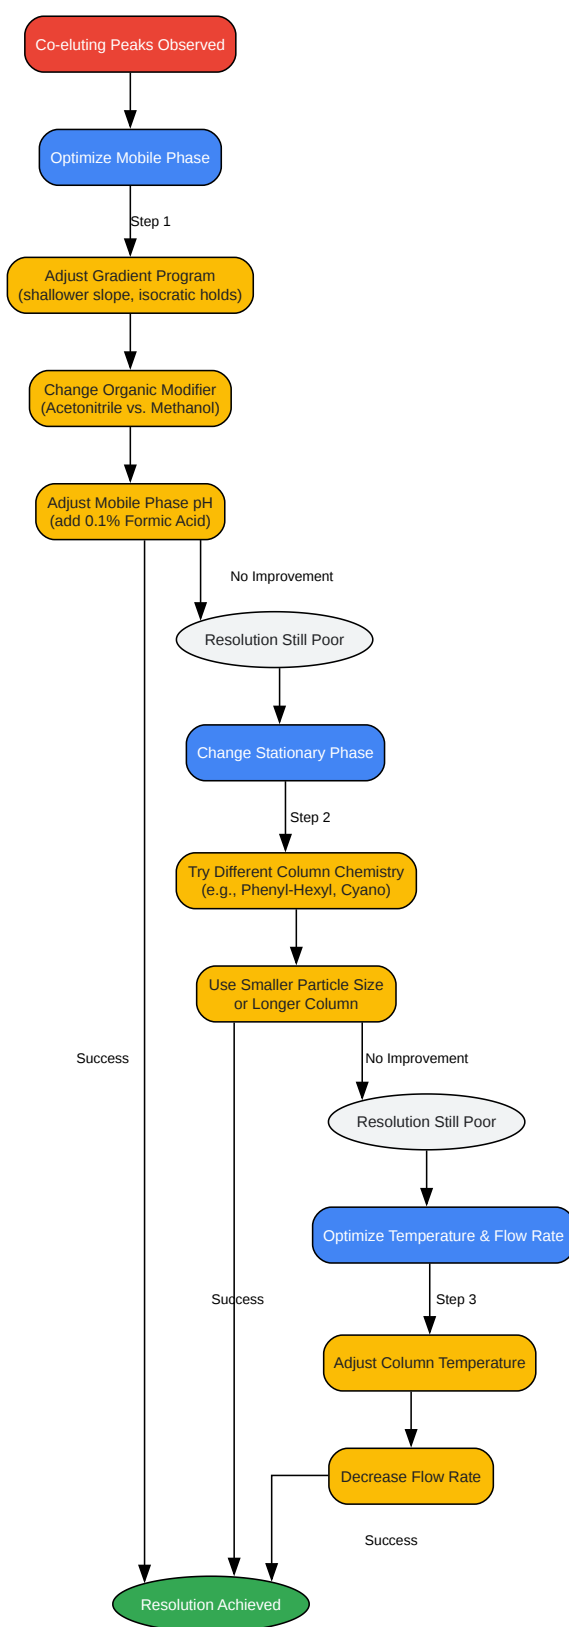 Co-eluting Peaks Observed
Optimize Mobile Phase
Step 1
Adjust Gradient Program
(shallower slope, isocratic holds)
Change Organic Modifier
(Acetonitrile vs. Methanol)
Adjust Mobile Phase pH
(add 0.1% Formic Acid)
No Improvement
Resolution Still Poor
Change Stationary Phase
Step 2
Try Different Column Chemistry
(e.g., Phenyl-Hexyl, Cyano)
Use Smaller Particle Size
or Longer Column
Success
No Improvement
Resolution Still Poor
Optimize Temperature & Flow Rate
Success
Step 3
Adjust Column Temperature
Decrease Flow Rate
Success
Resolution Achieved